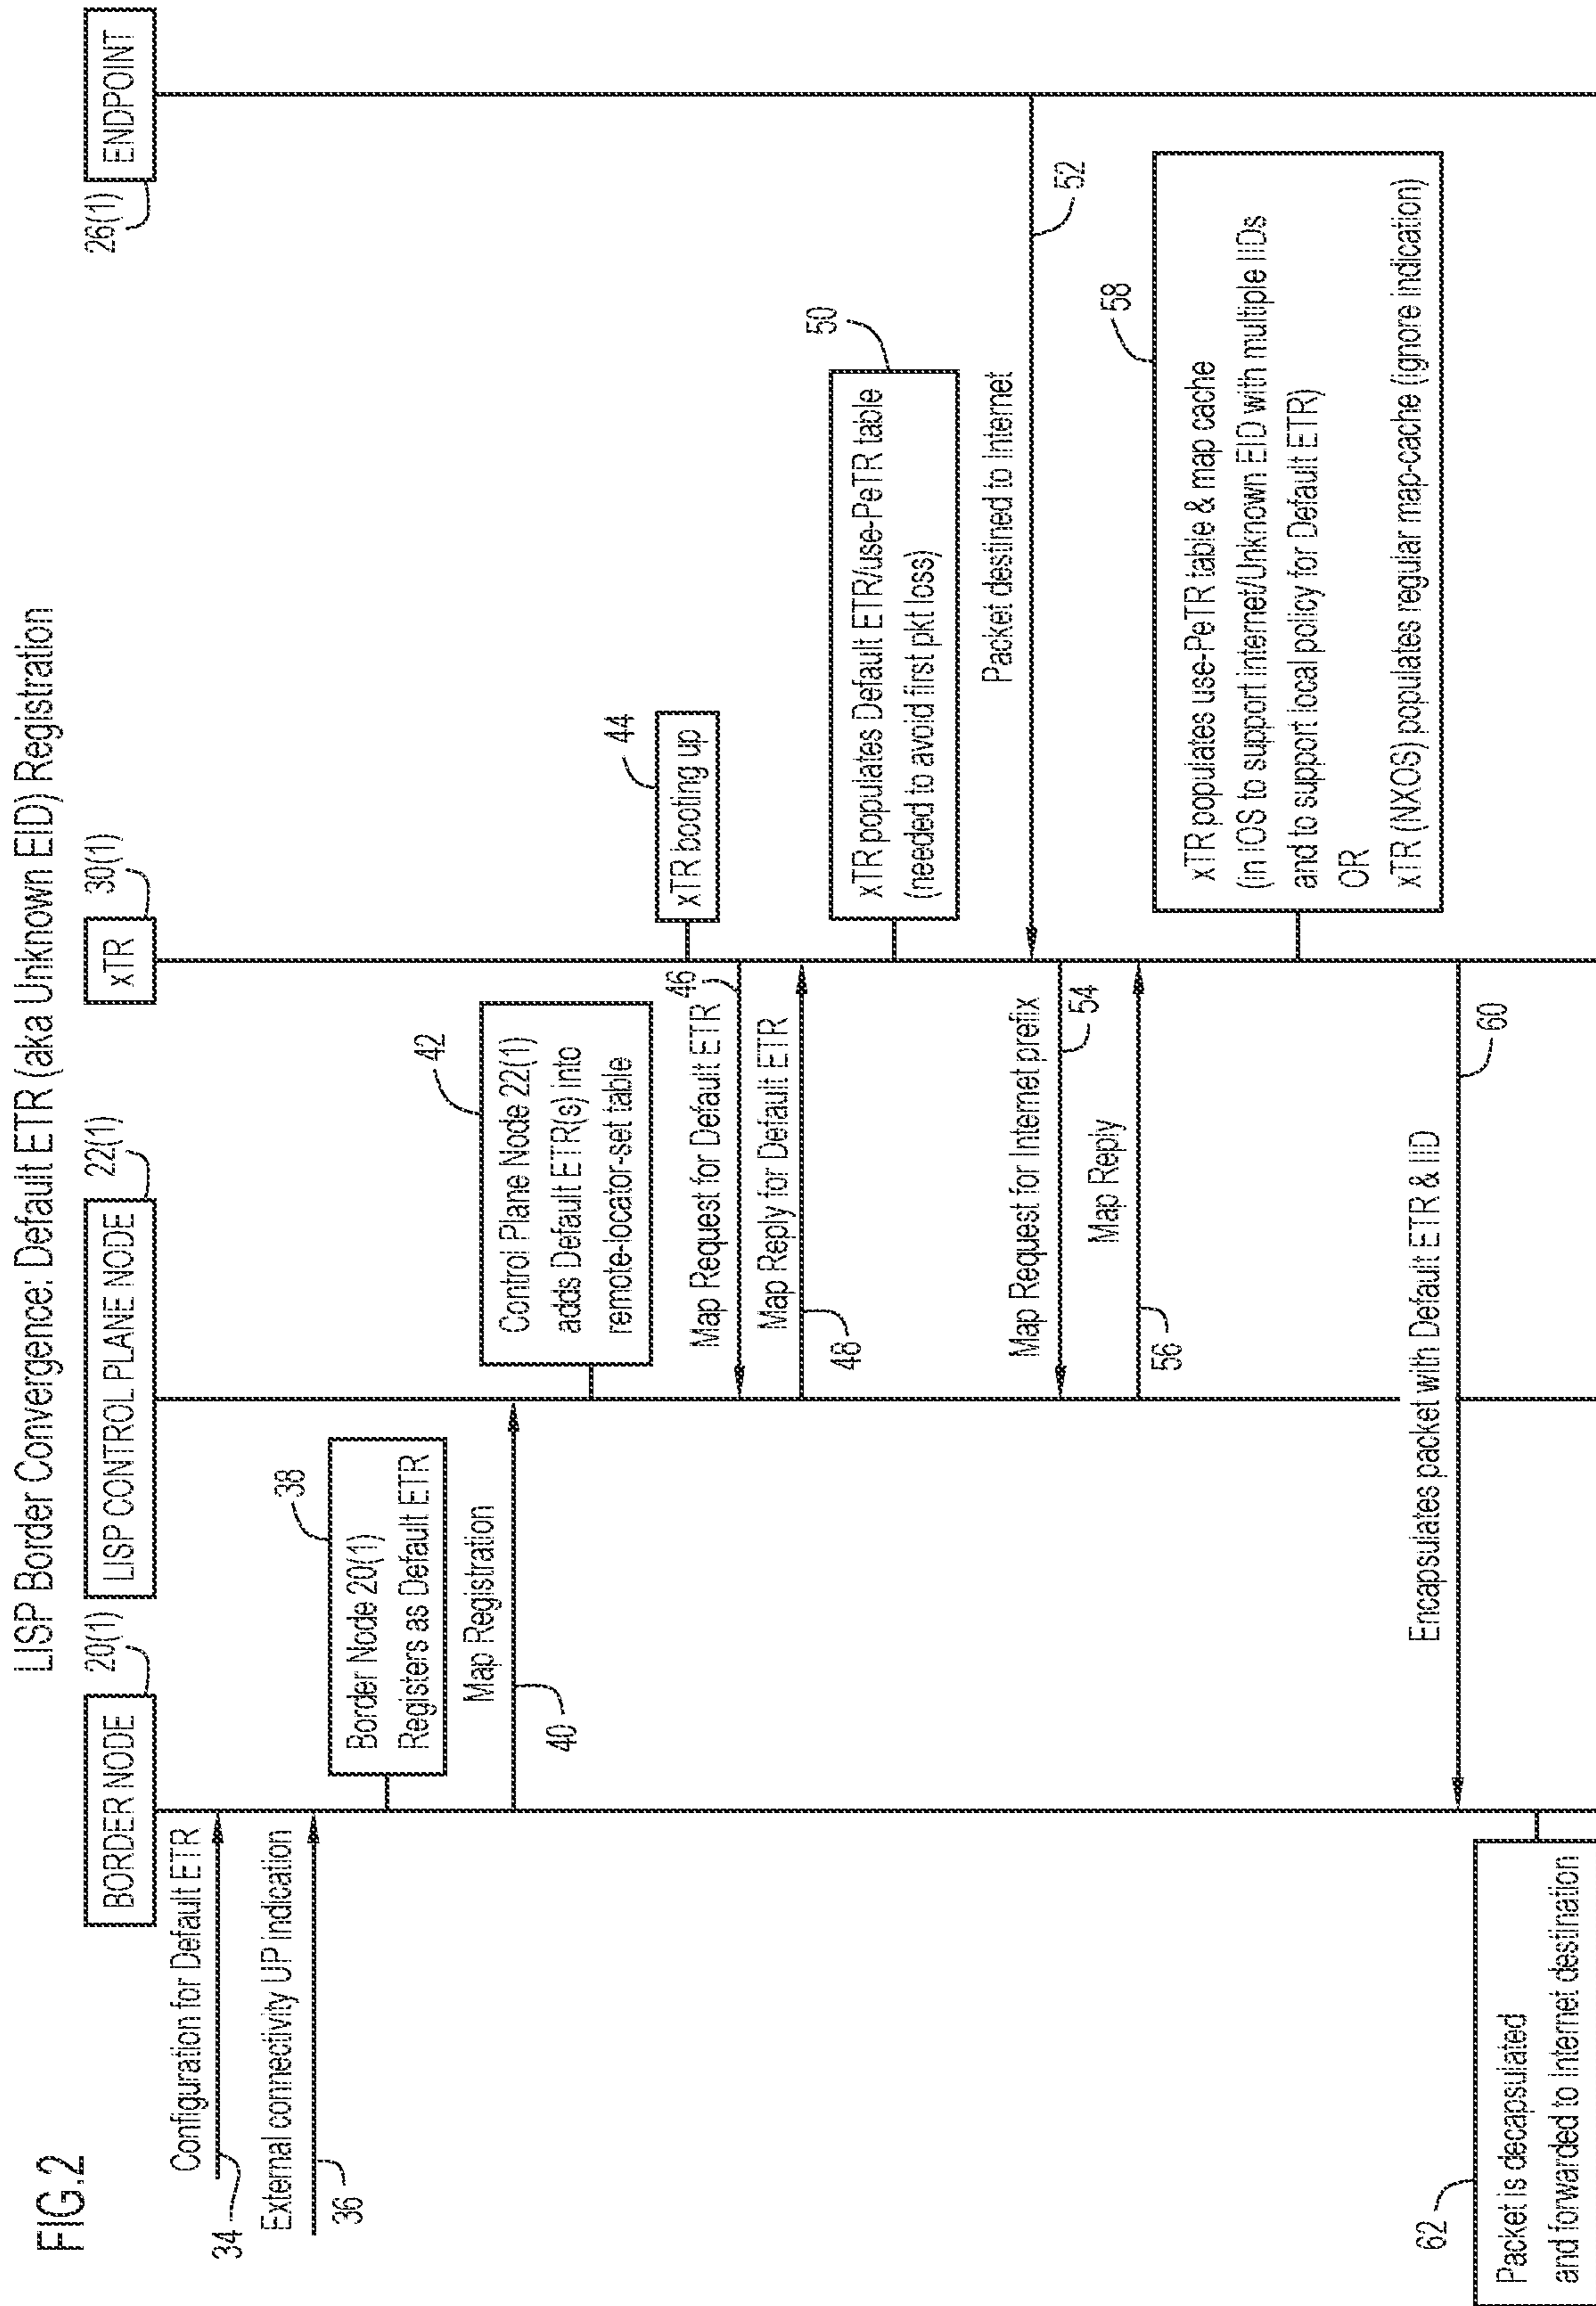 FIG.2
LISP Border Convergence: Default ETR (aka Unknown EID) Registration
BORDER NODE
20(1)
LISP CONTROL PLANE NODE
22(1)
xTR
30(1)
26(1)
ENDPOINT
Configuration for Default ETR
34
External connectivity UP indication
36
38
Border Node 20(1)
Registers as Default ETR
Map Registration
40
42
Control Plane Node 22(1)
adds Default ETR(s) into
remote-locator-set table
44
xTR booting up
Map Request for Default ETR
46
Map Reply for Default ETR
48
50
xTR populates Default ETR/use-PeTR table
(needed to avoid first pkt loss)
Packet destined to Internet
52
Map Request for Internet prefix
54
Map Reply
56
58
xTR populates use-PeTR table & map cache
(in IOS to support internet/Unknown EID with multiple IIDs
and to support local policy for Default ETR)
OR
xTR (NXOS) populates regular map-cache (ignore indication)
Encapsulates packet with Default ETR & IID
60
62
Packet is decapsulated
and forwarded to Internet destination